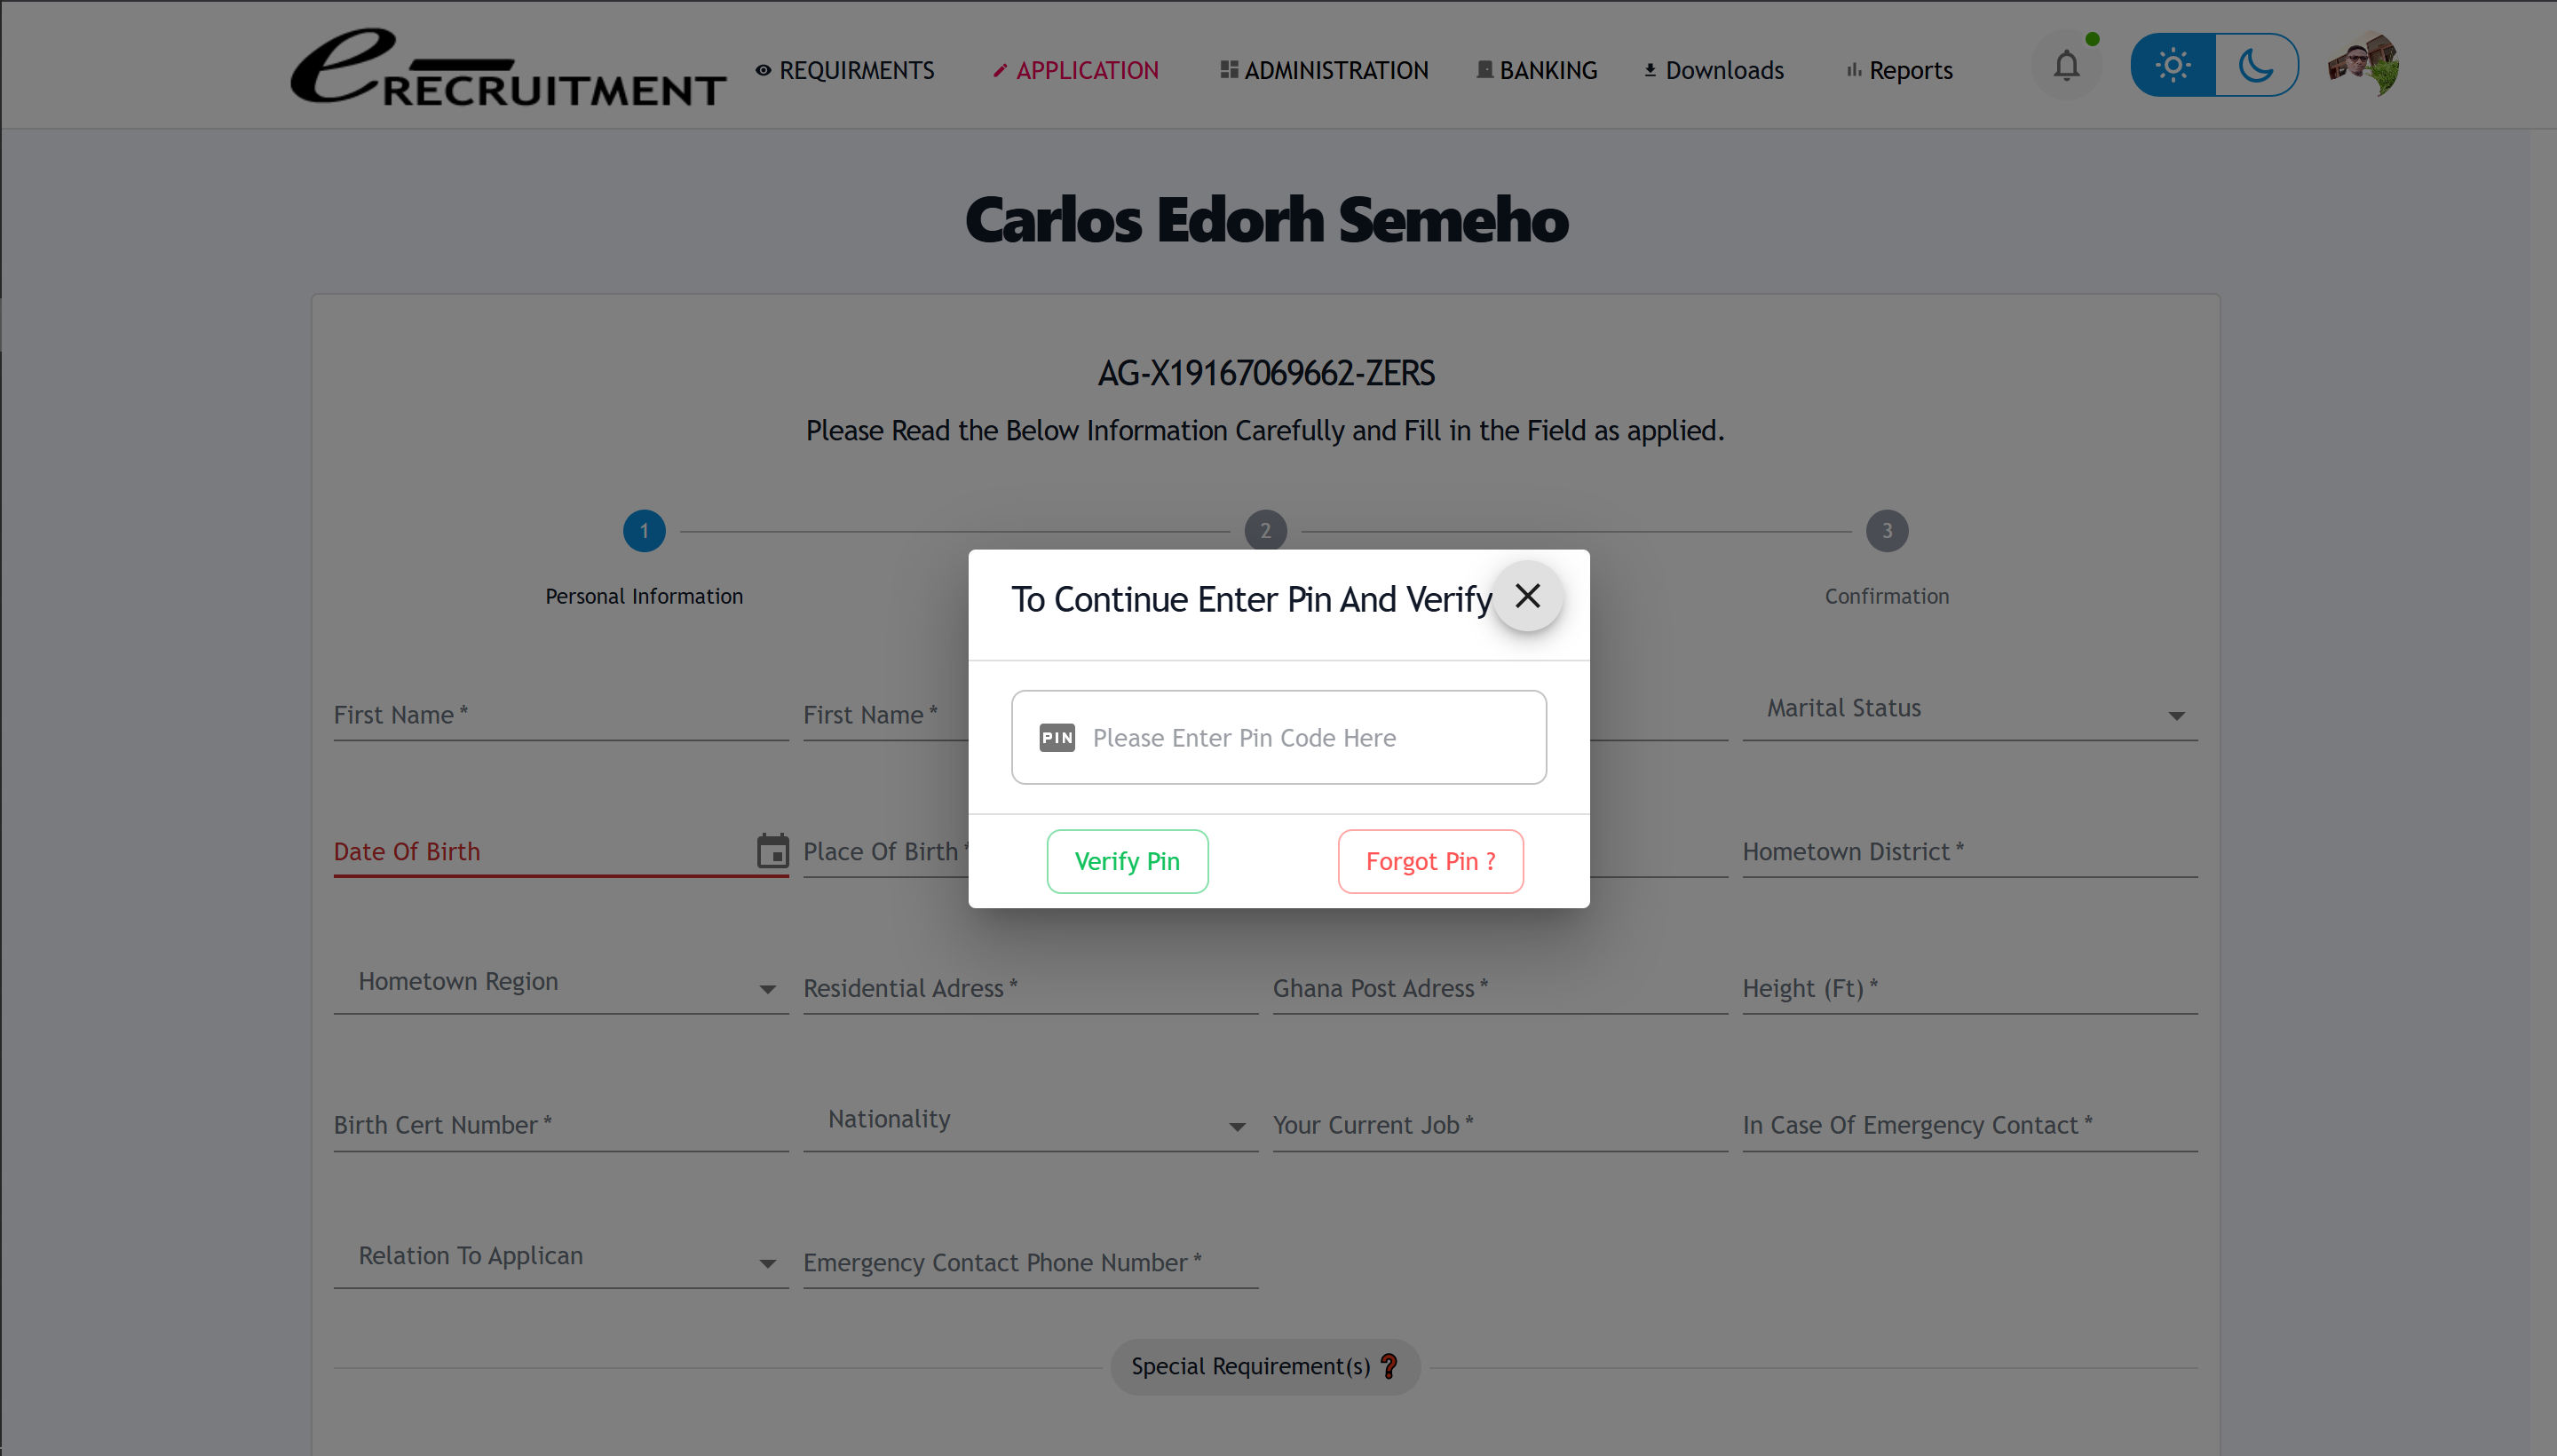 eRECRUITMENT
REQUIRMENTS
APPLICATION
ADMINISTRATION
BANKING
Downloads
Reports
Carlos Edorh Semeho
AG-X19167069662-ZERS
Please Read the Below Information Carefully and Fill in the Field as applied.
1
2
3
Personal Information
Confirmation
To Continue Enter Pin And Verify
PIN Please Enter Pin Code Here
Verify Pin
Forgot Pin ?
First Name *
First Name *
Marital Status
Date Of Birth
Place Of Birth *
Hometown District *
Hometown Region
Residential Adress *
Ghana Post Adress *
Height (Ft) *
Birth Cert Number *
Nationality
Your Current Job *
In Case Of Emergency Contact *
Relation To Applican
Emergency Contact Phone Number *
Special Requirement(s) ❓